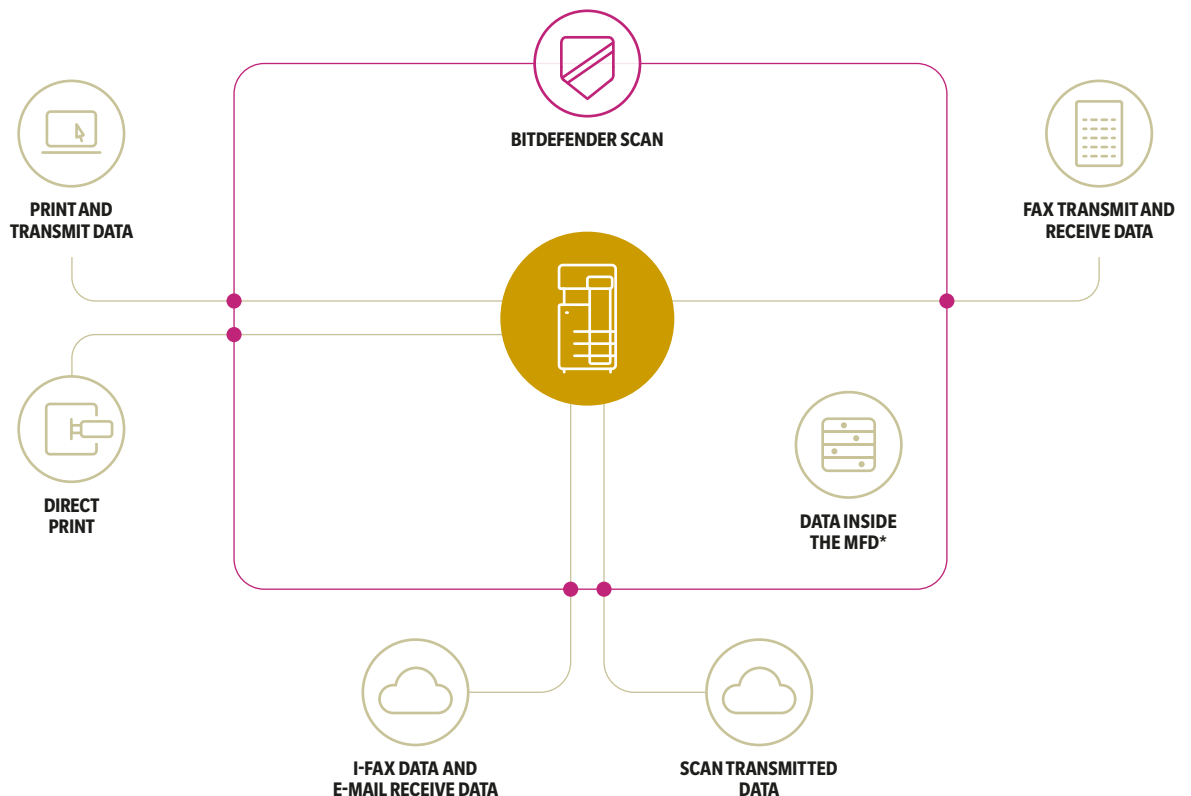 BITDEFENDER SCAN
PRINT AND
TRANSMIT DATA
FAX TRANSMIT AND
RECEIVE DATA
DIRECT
PRINT
DATA INSIDE
THE MFD*
I-FAX DATA AND
E-MAIL RECEIVE DATA
SCAN TRANSMITTED
DATA